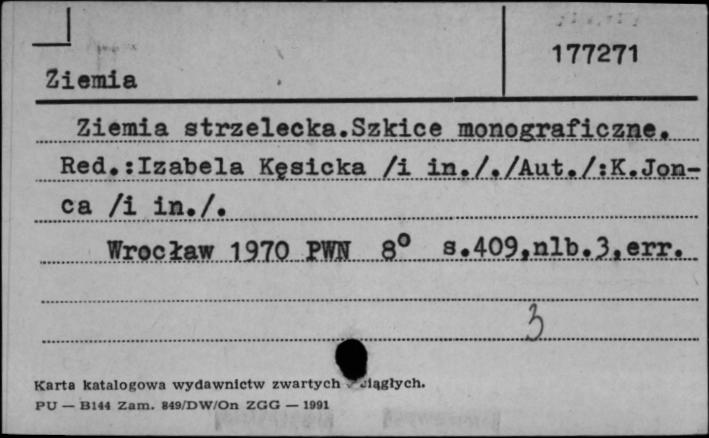 177271
Ziemia
Ziemia strzelecka.Szkice monograficzne.
Red.:Izabela Kęsicka /i in././Aut./:K.Jon-
ca /i in./.
Wrocław 1970 PWN 8° s.409,nlb.3,err.
3
Karta katalogowa wydawnictw zwartych ciągłych.
PU — B144 Zam. 849/DW/On ZGG — 1991